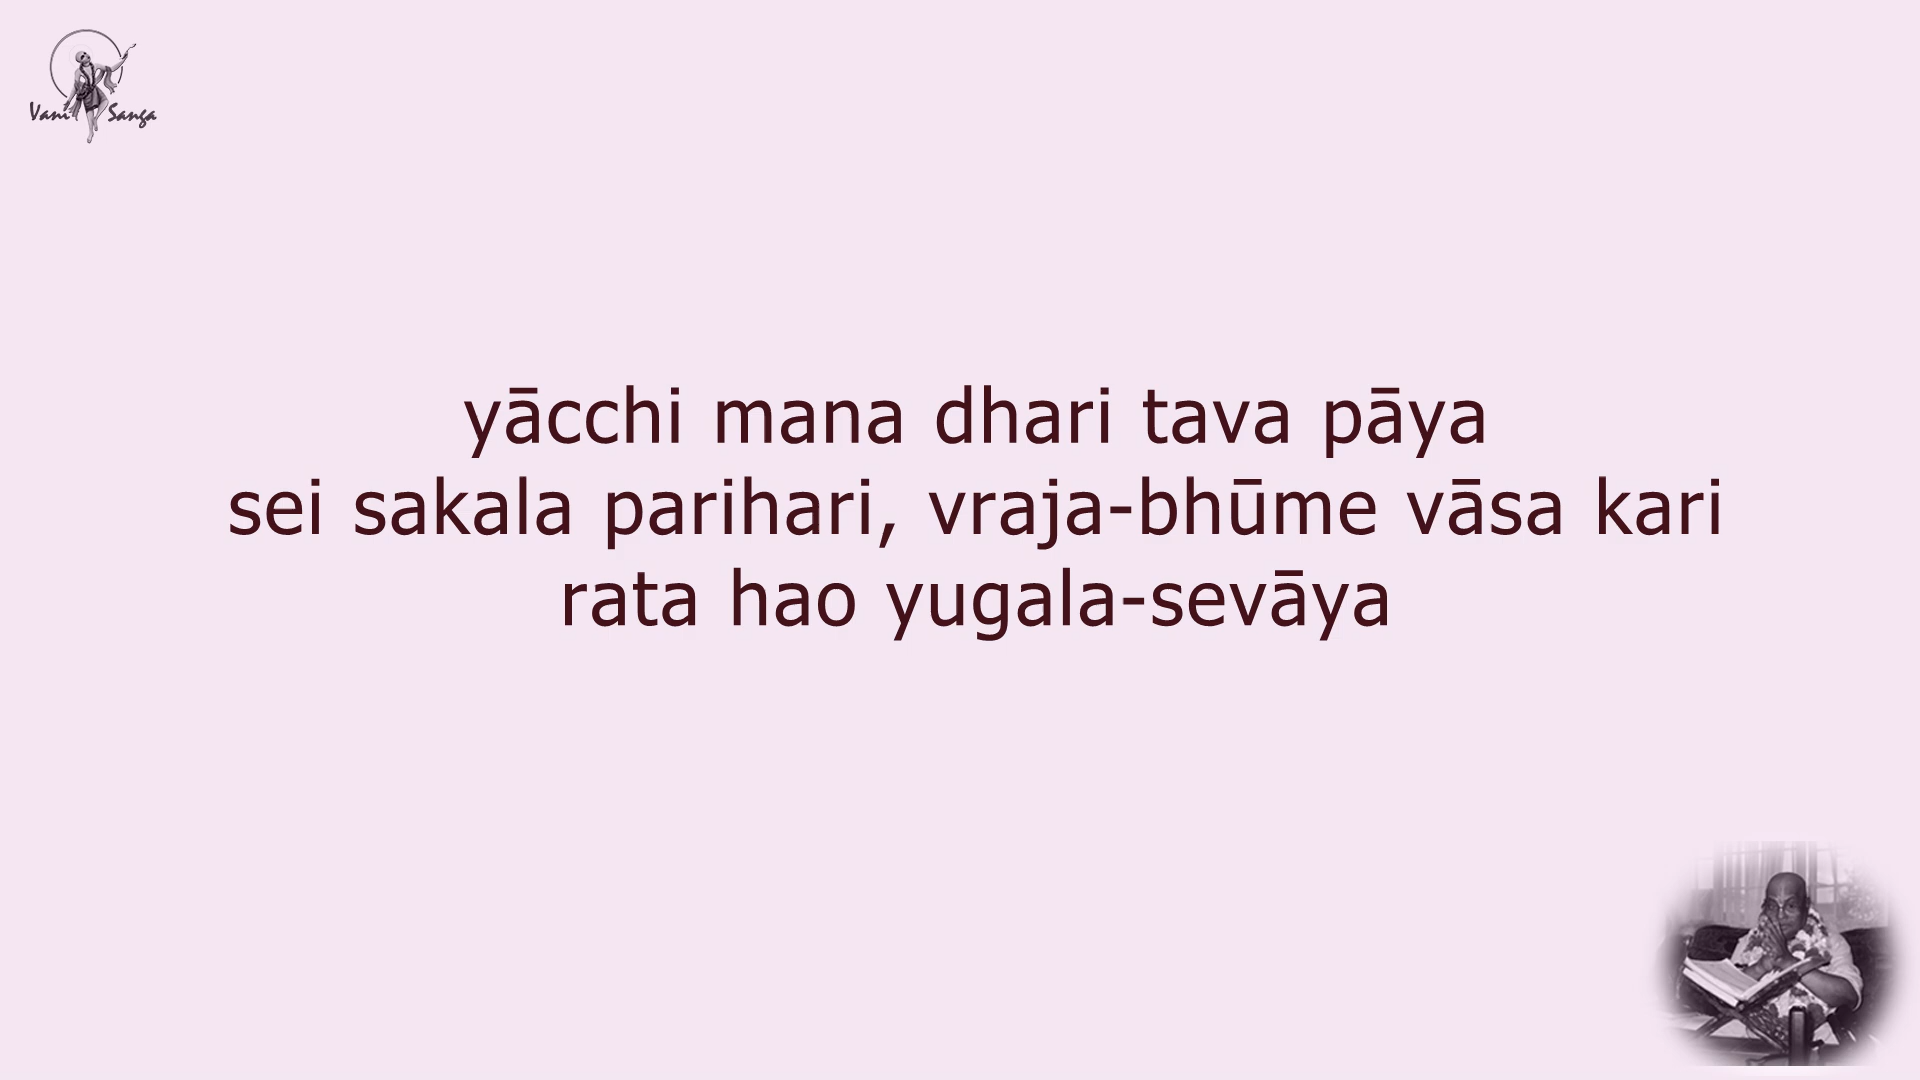 Vani Sanga
yācchi mana dhari tava pāya
sei sakala parihari, vraja-bhūme vāsa kari
rata hao yugala-sevāya